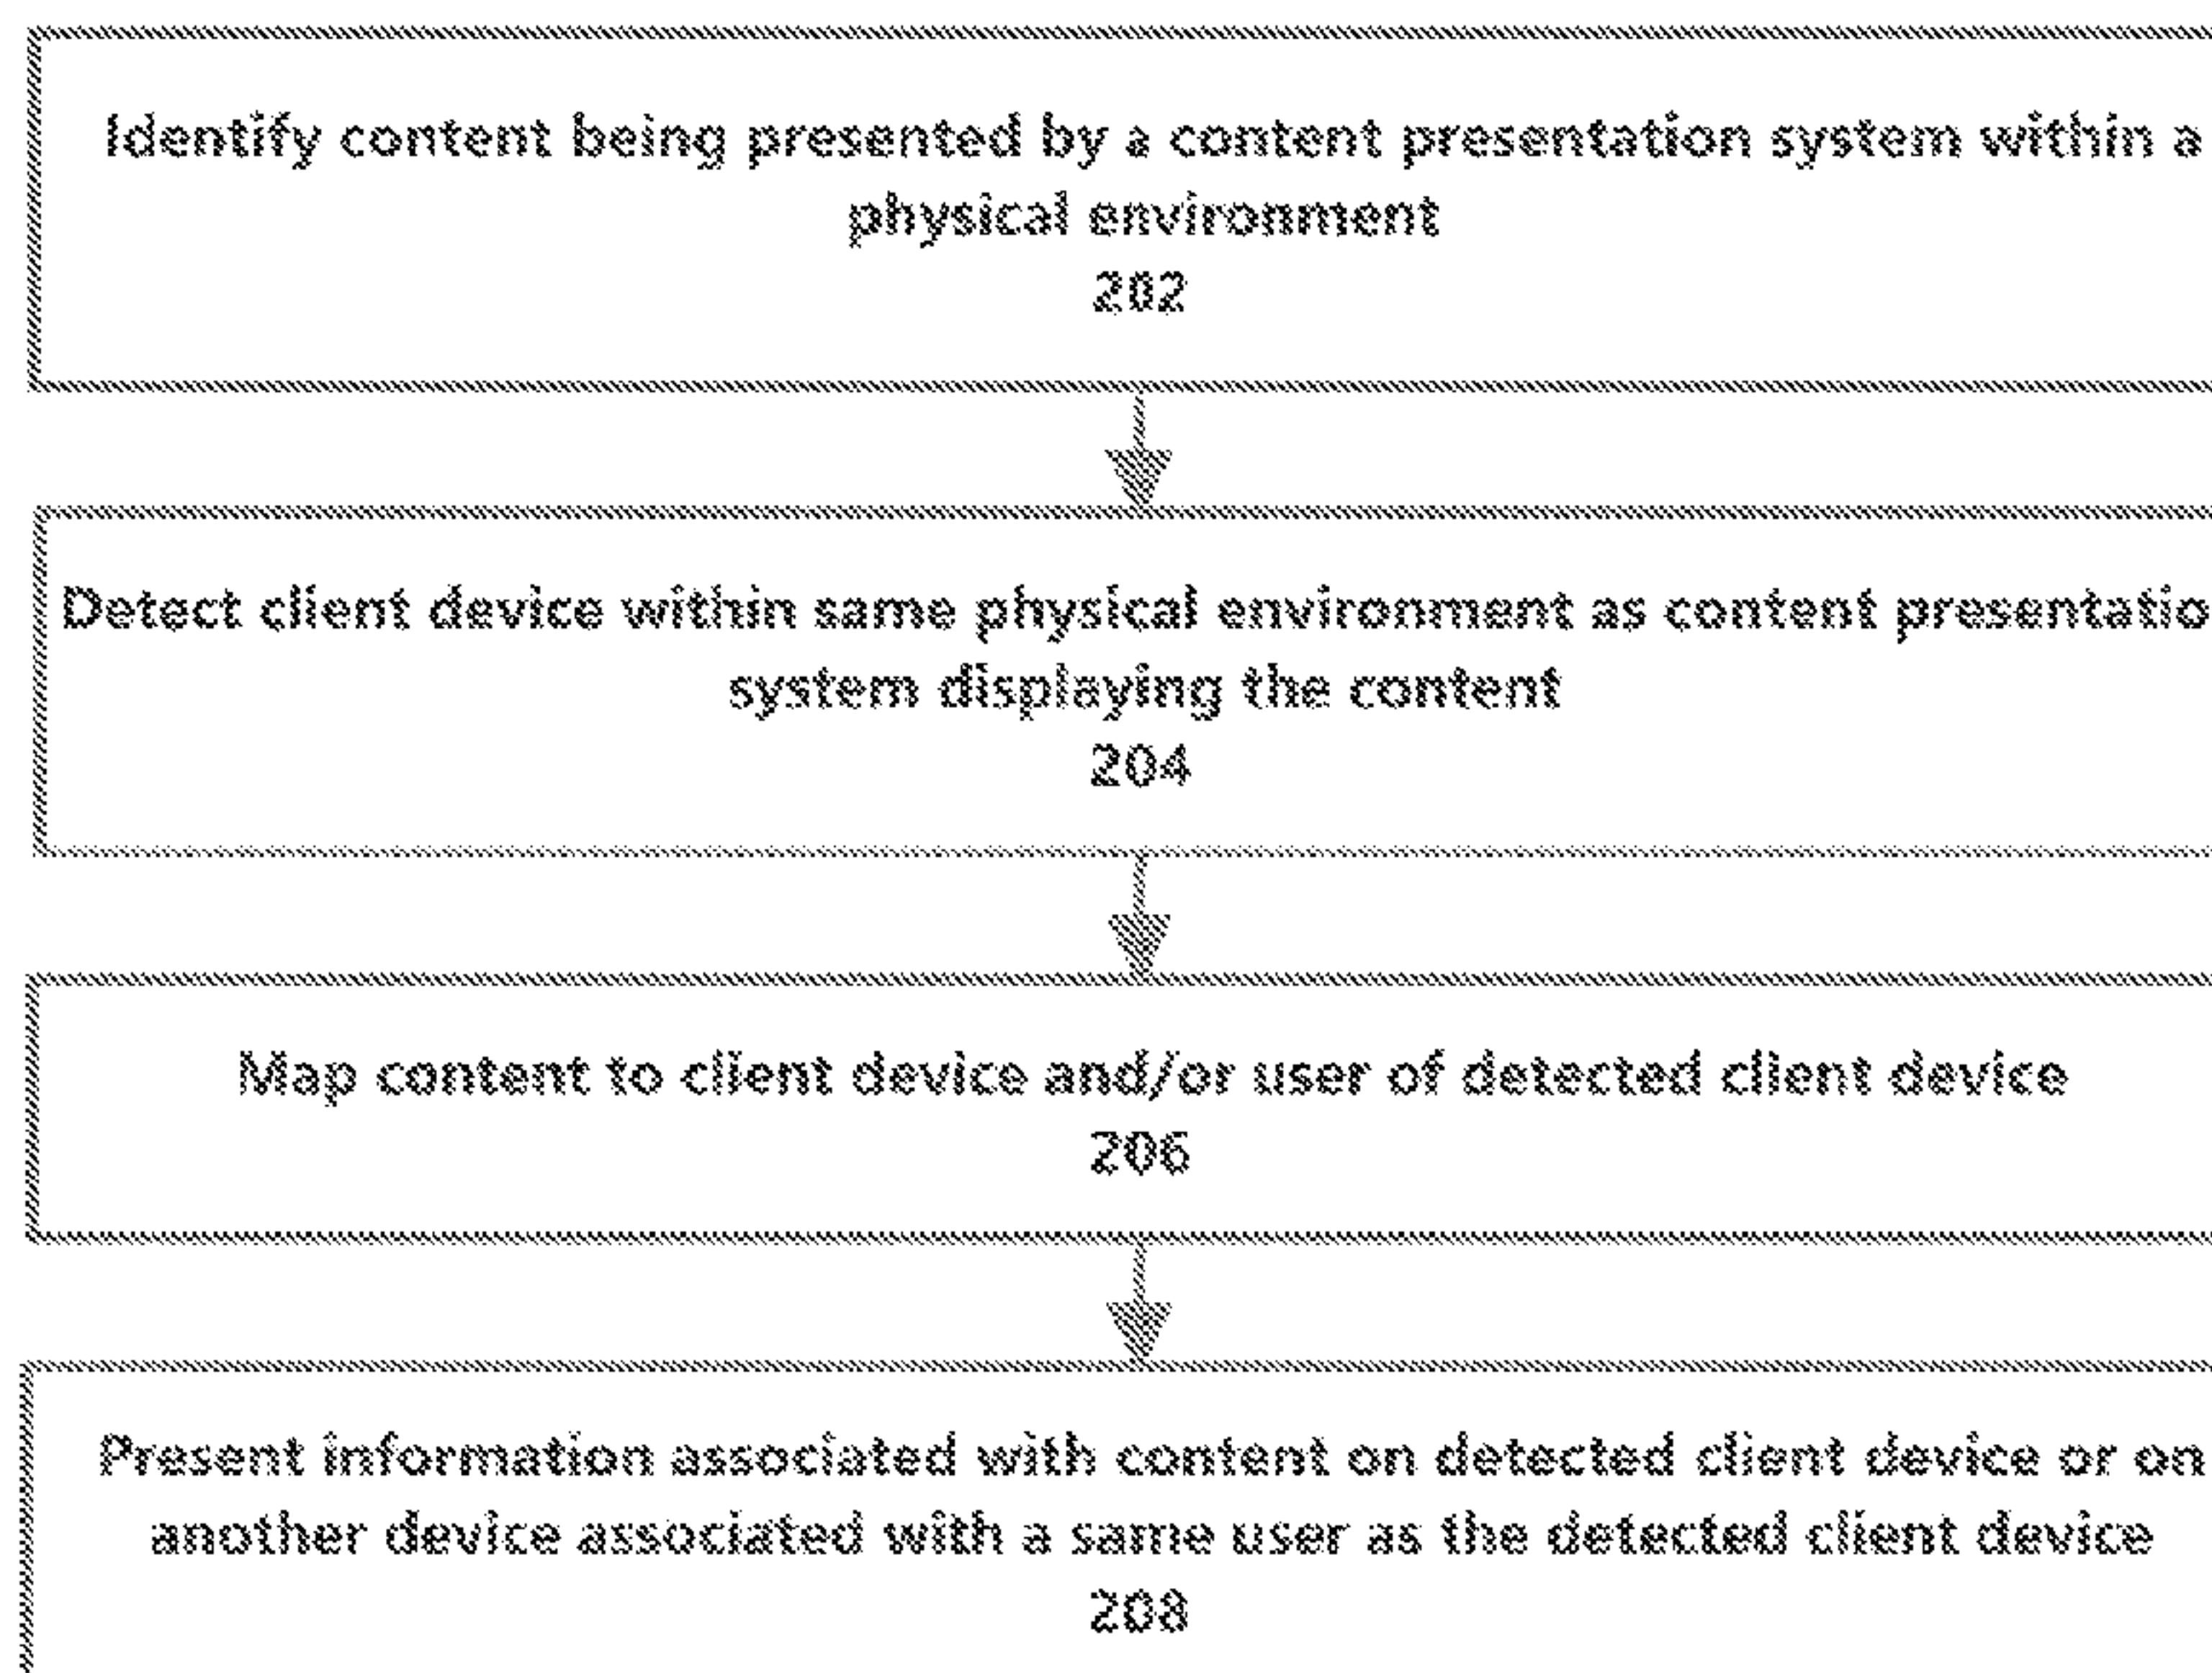 Identify content being presented by a content presentation system within a
physical environment
202
Detect client device within same physical environment as content presentatio
system displaying the content
204
Map content to client device and/or user of detected client device
206
Present information associated with content on detected client device or on
another device associated with a same user as the detected client device
208